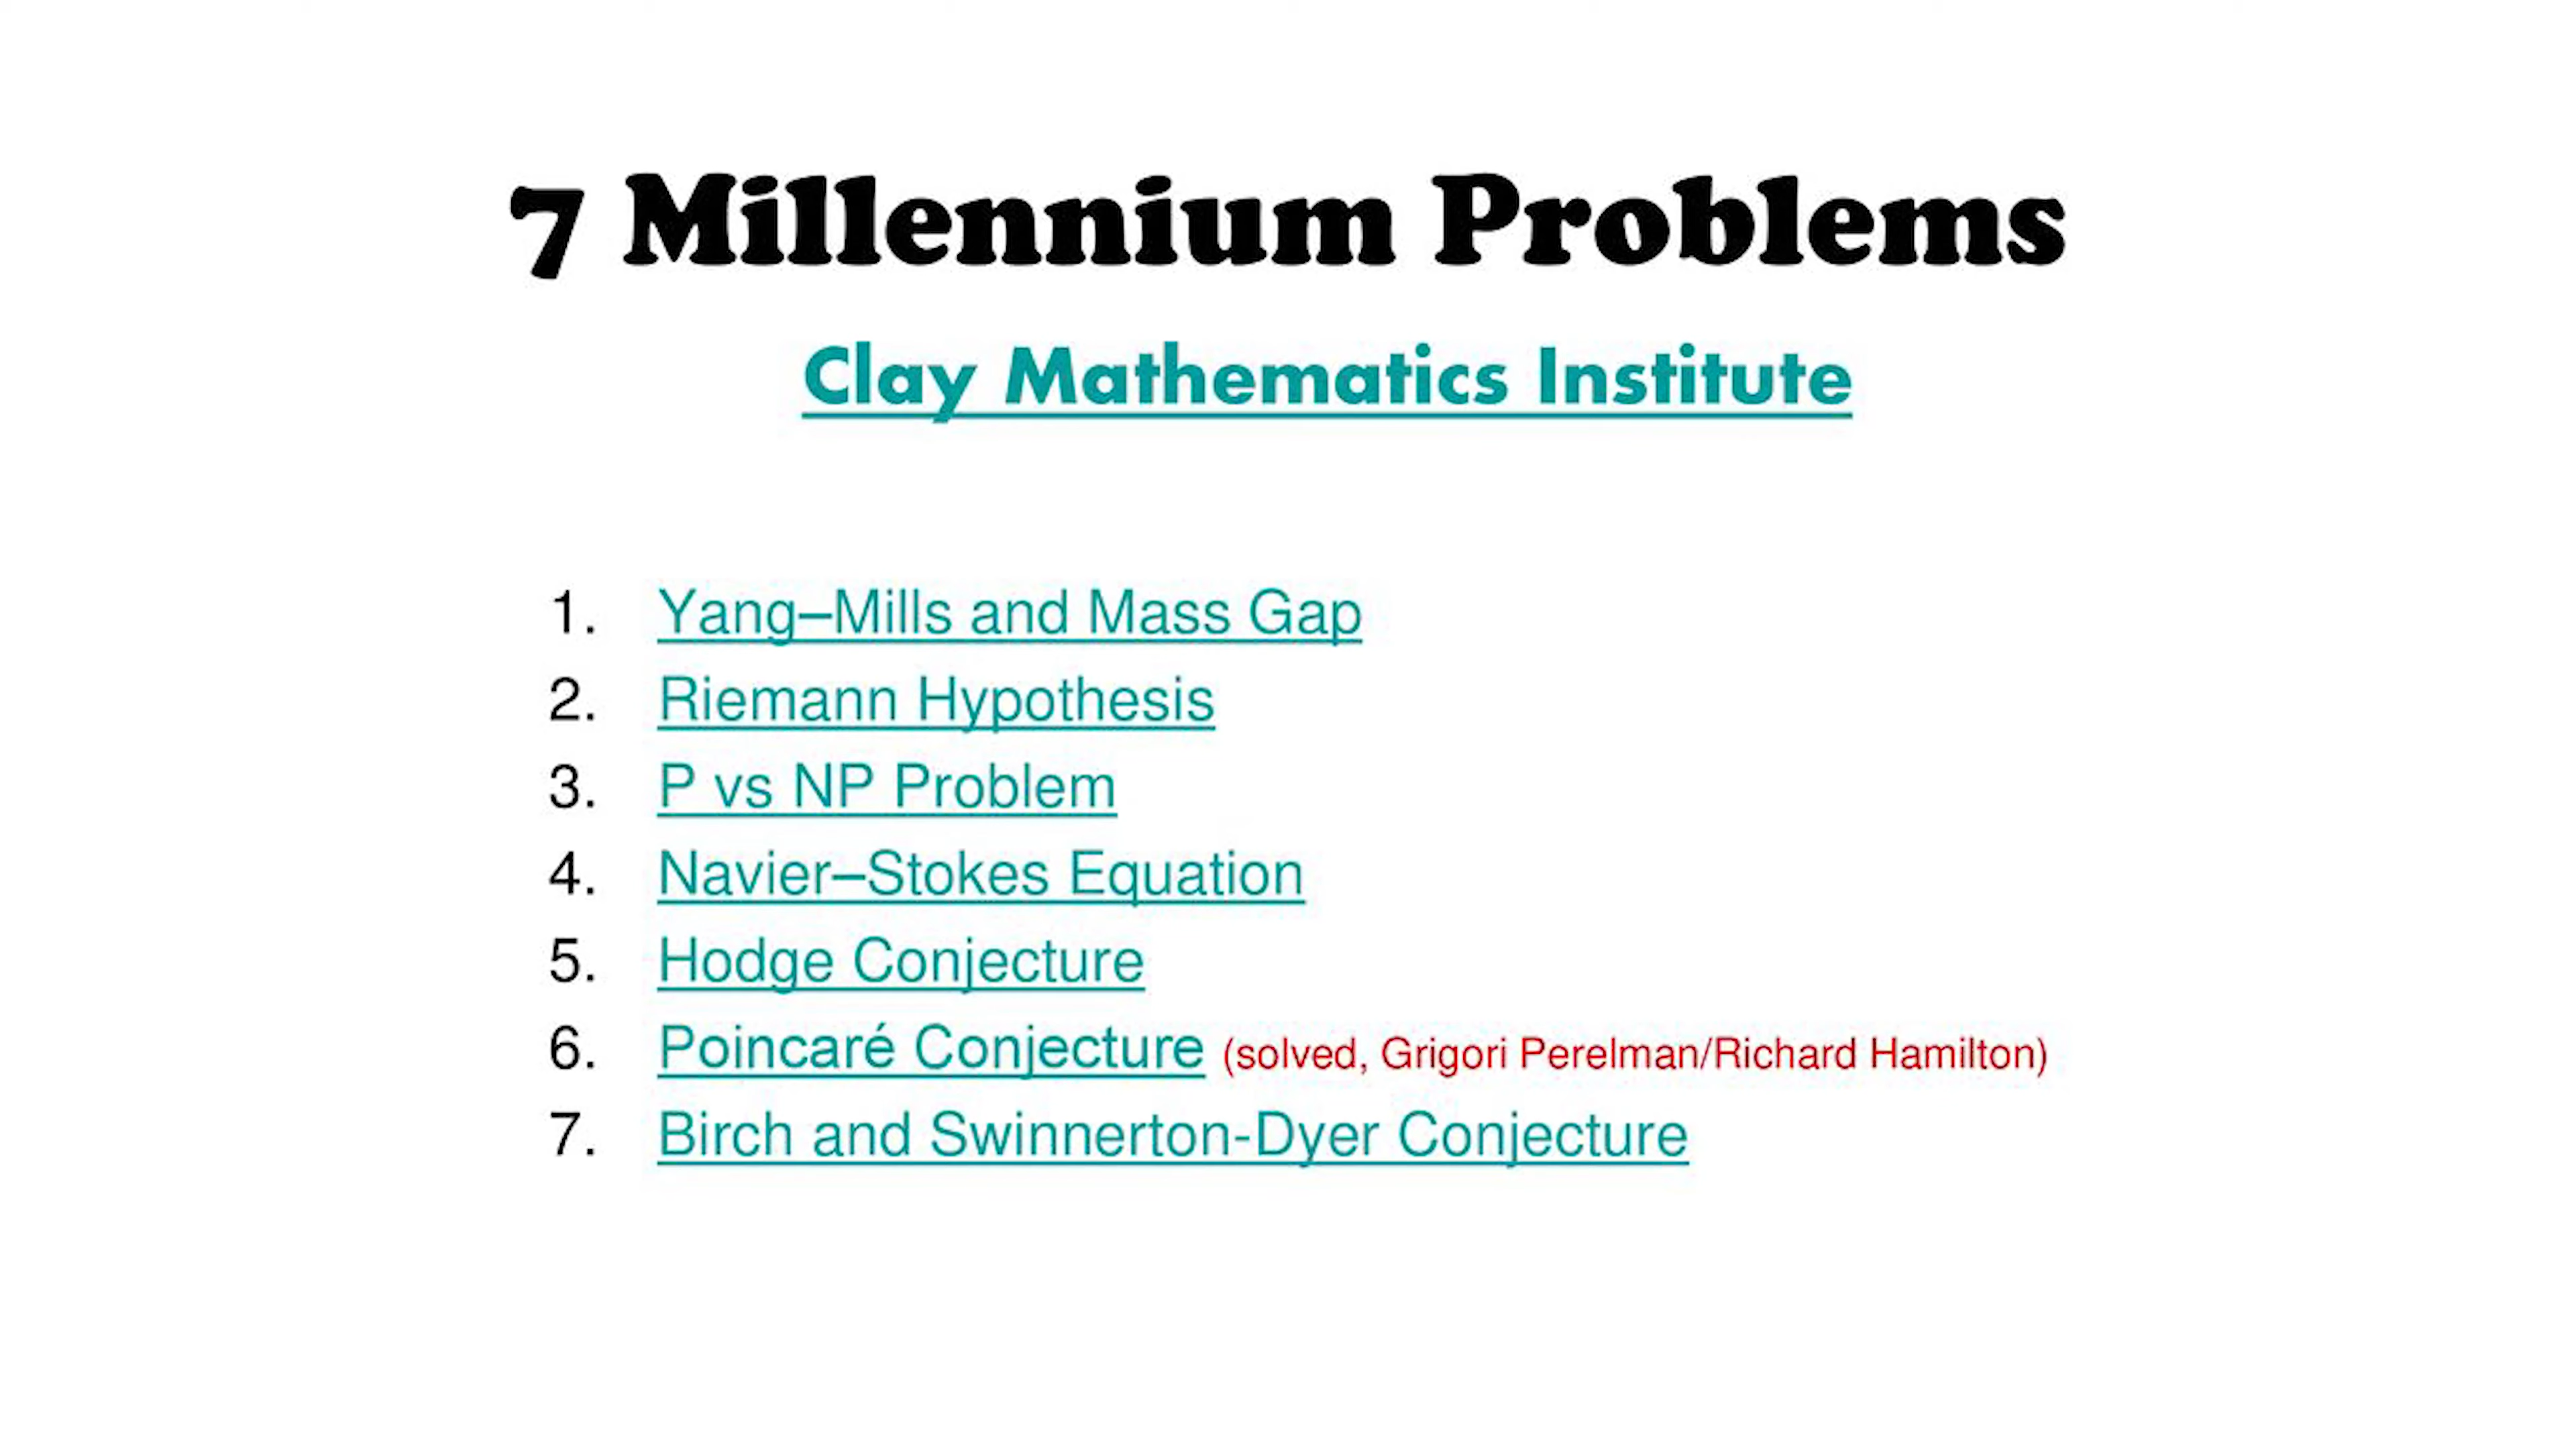 7 Millennium Problems
Clay Mathematics Institute
1. Yang–Mills and Mass Gap
2. Riemann Hypothesis
3. P vs NP Problem
4. Navier–Stokes Equation
5. Hodge Conjecture
6. Poincaré Conjecture (solved, Grigori Perelman/Richard Hamilton)
7. Birch and Swinnerton-Dyer Conjecture